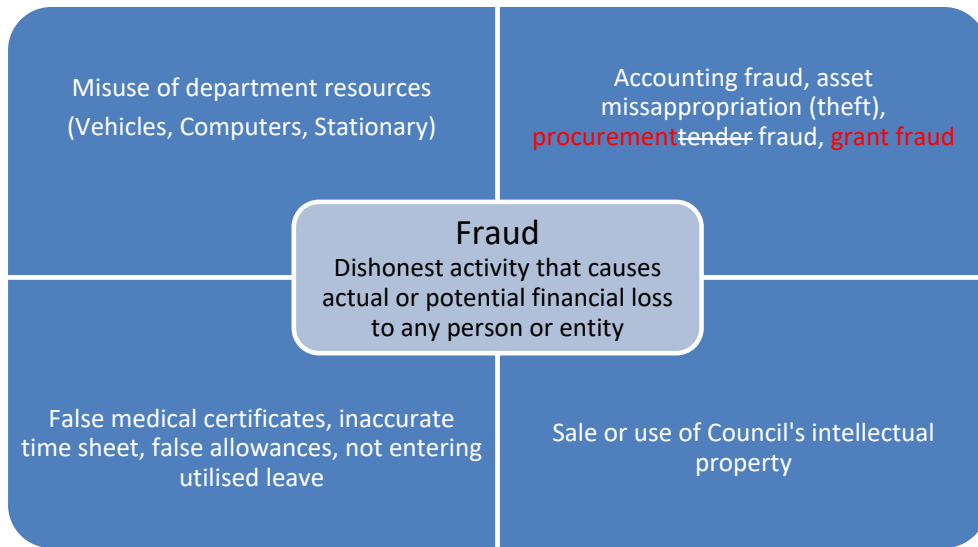 Misuse of department resources
(Vehicles, Computers, Stationary)
Accounting fraud, asset
missappropriation (theft),
procurementtender fraud, grant fraud
Fraud
Dishonest activity that causes
actual or potential financial loss
to any person or entity
False medical certificates, inaccurate
time sheet, false allowances, not entering
utilised leave
Sale or use of Council's intellectual
property